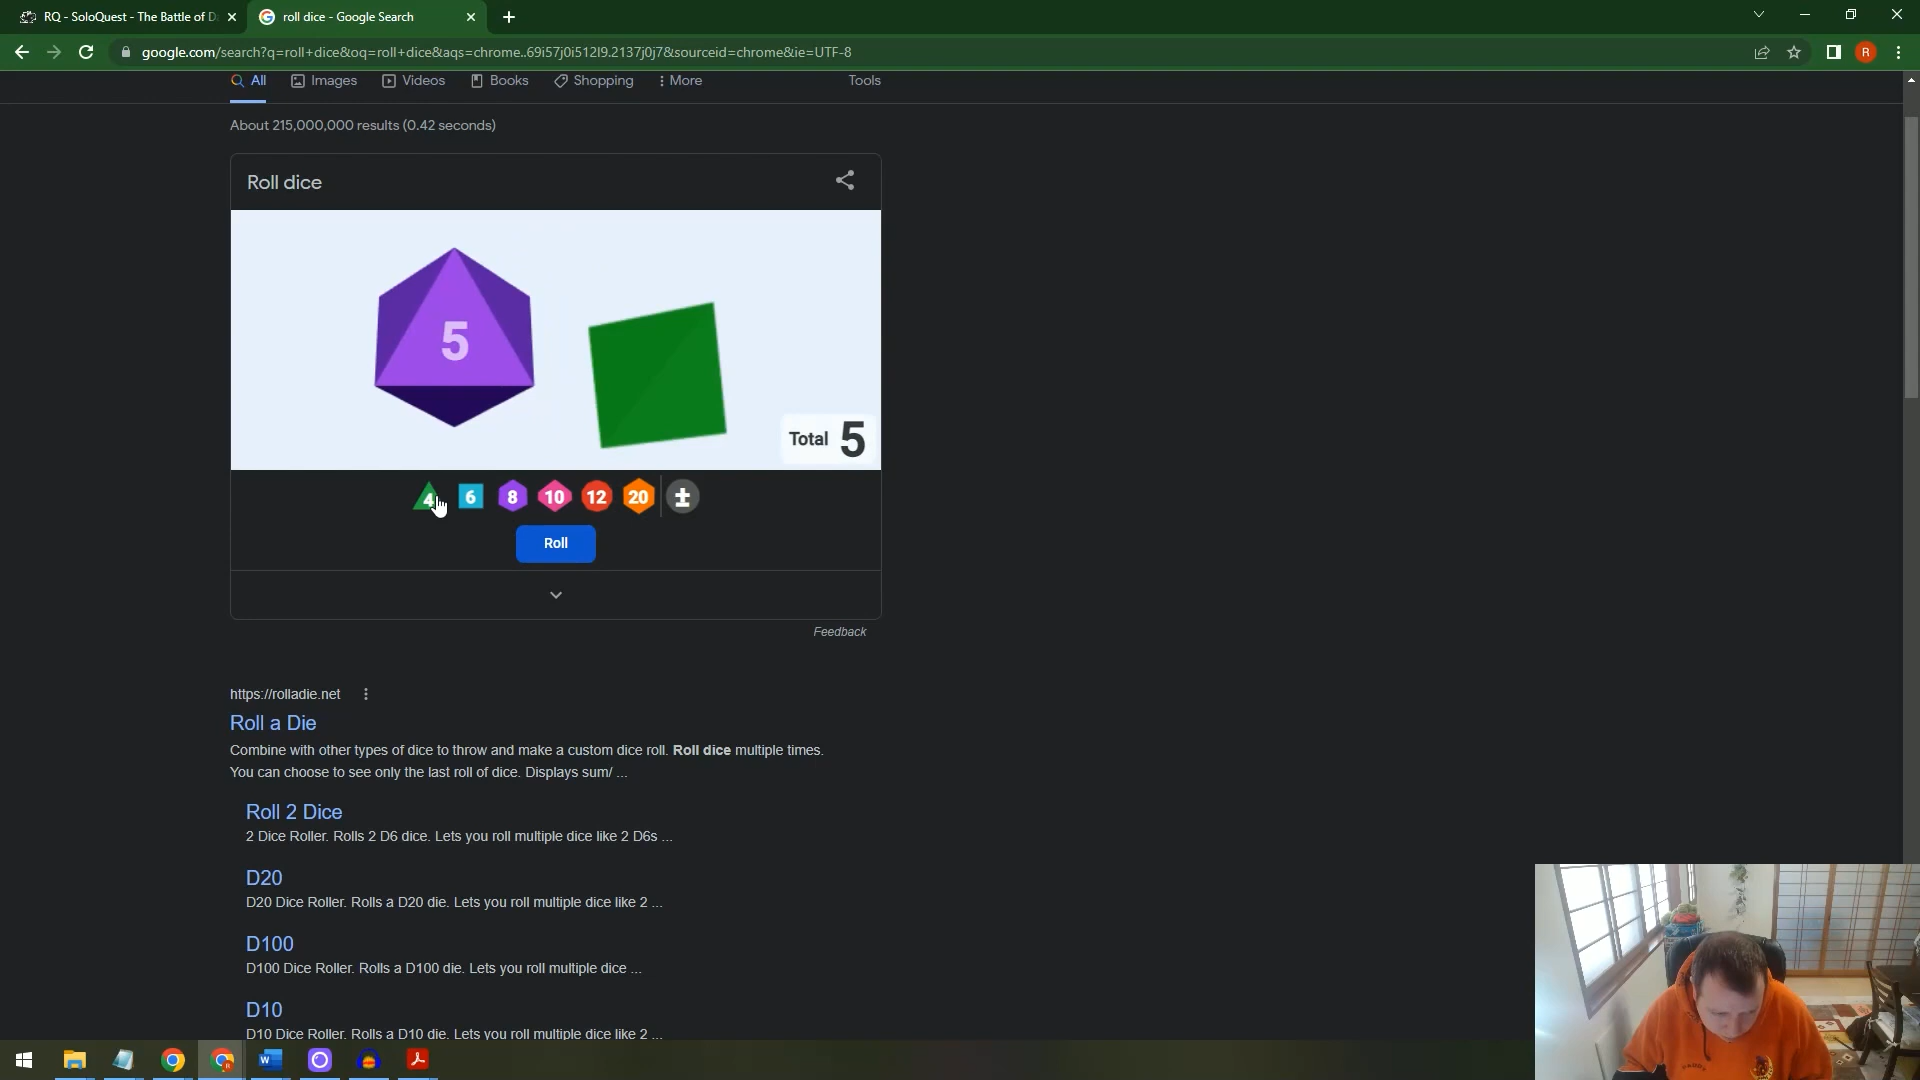 RQ - SoloQuest - The Battle of D
roll dice - Google Search
google.com/search?q=roll+dice&oq=roll+dice&aqs=chrome..69i57j0i512l9.2137j0j7&sourceid=chrome&ie=UTF-8
R
All Images Videos Books Shopping More Tools
About 215,000,000 results (0.42 seconds)
Roll dice
5
Total 5
4 6 8 10 12 20 ±
Roll
Feedback
https://rolladie.net
Roll a Die
Combine with other types of dice to throw and make a custom dice roll. Roll dice multiple times.
You can choose to see only the last roll of dice. Displays sum/ ...
Roll 2 Dice
2 Dice Roller. Rolls 2 D6 dice. Lets you roll multiple dice like 2 D6s ...
D20
D20 Dice Roller. Rolls a D20 die. Lets you roll multiple dice like 2 ...
D100
D100 Dice Roller. Rolls a D100 die. Lets you roll multiple dice ...
D10
D10 Dice Roller. Rolls a D10 die. Lets you roll multiple dice like 2 ...
W